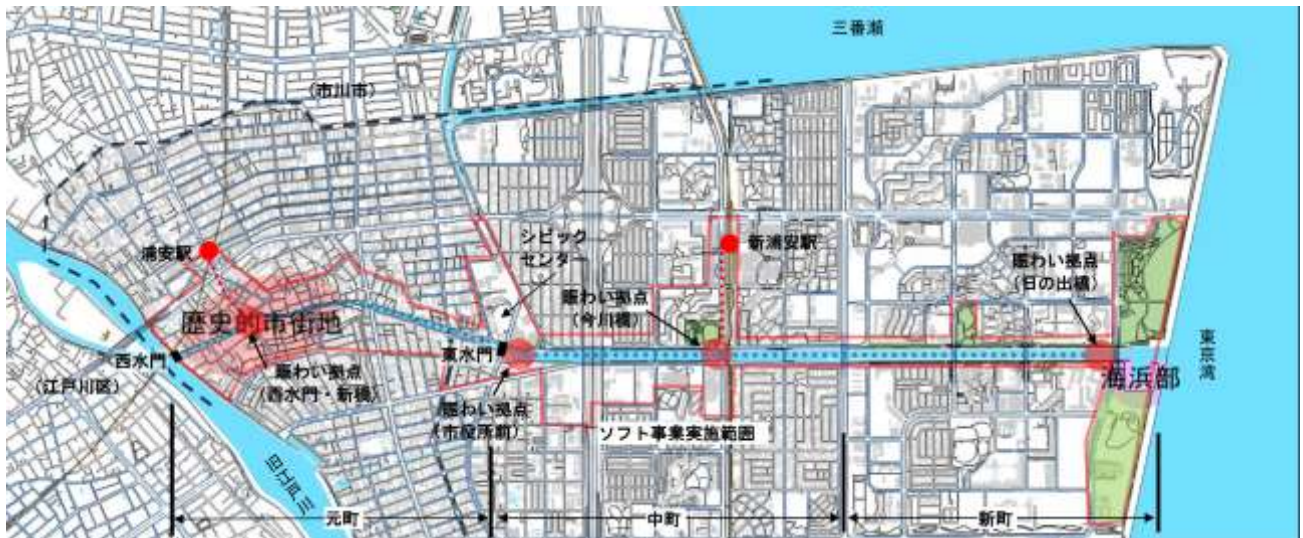 三番瀬
(市川市)
浦安駅
シビック
センター
新浦安駅
賑わい拠点
(日の出橋)
賑わい拠点
(今川橋)
歴史的市街地
西水門
東水門
(江戸川区)
賑わい拠点
(西水門・新橋)
賑わい拠点
(市役所前)
ソフト事業実施範囲
海浜部
東京湾
旧江戸川
元町
中町
新町